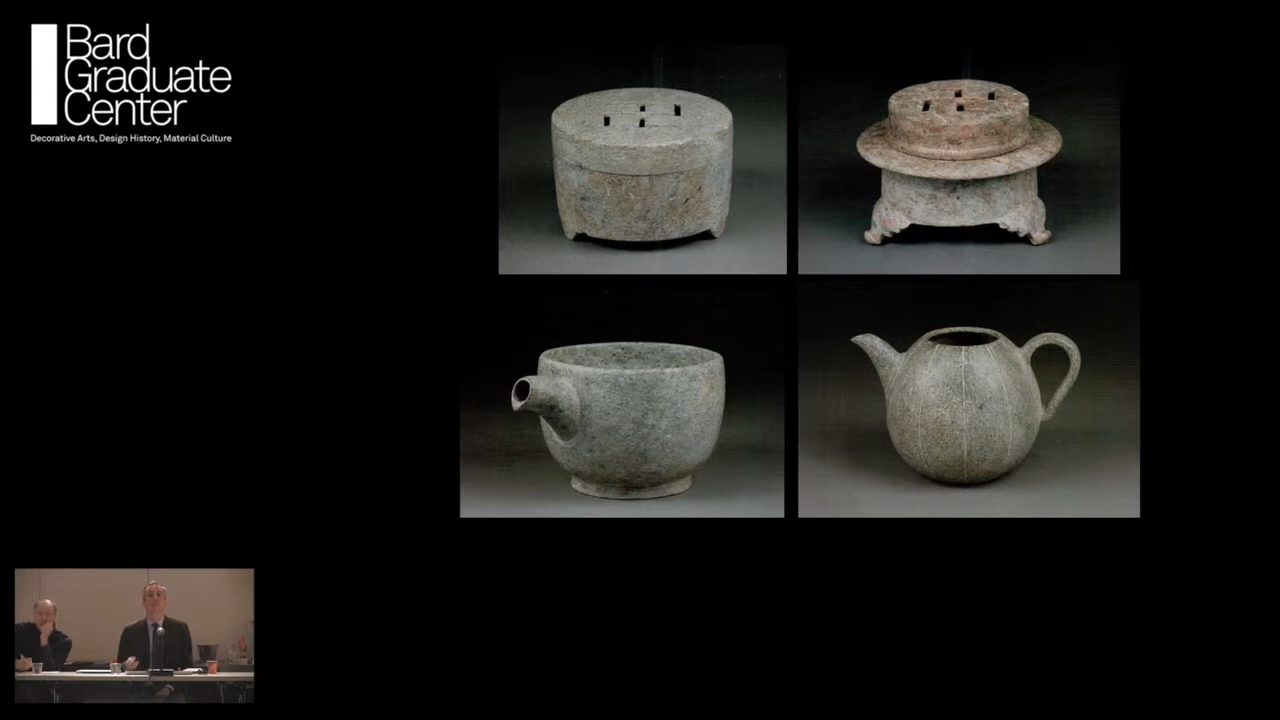 Bard
Graduate
Center
Decorative Arts, Design History, Material Culture